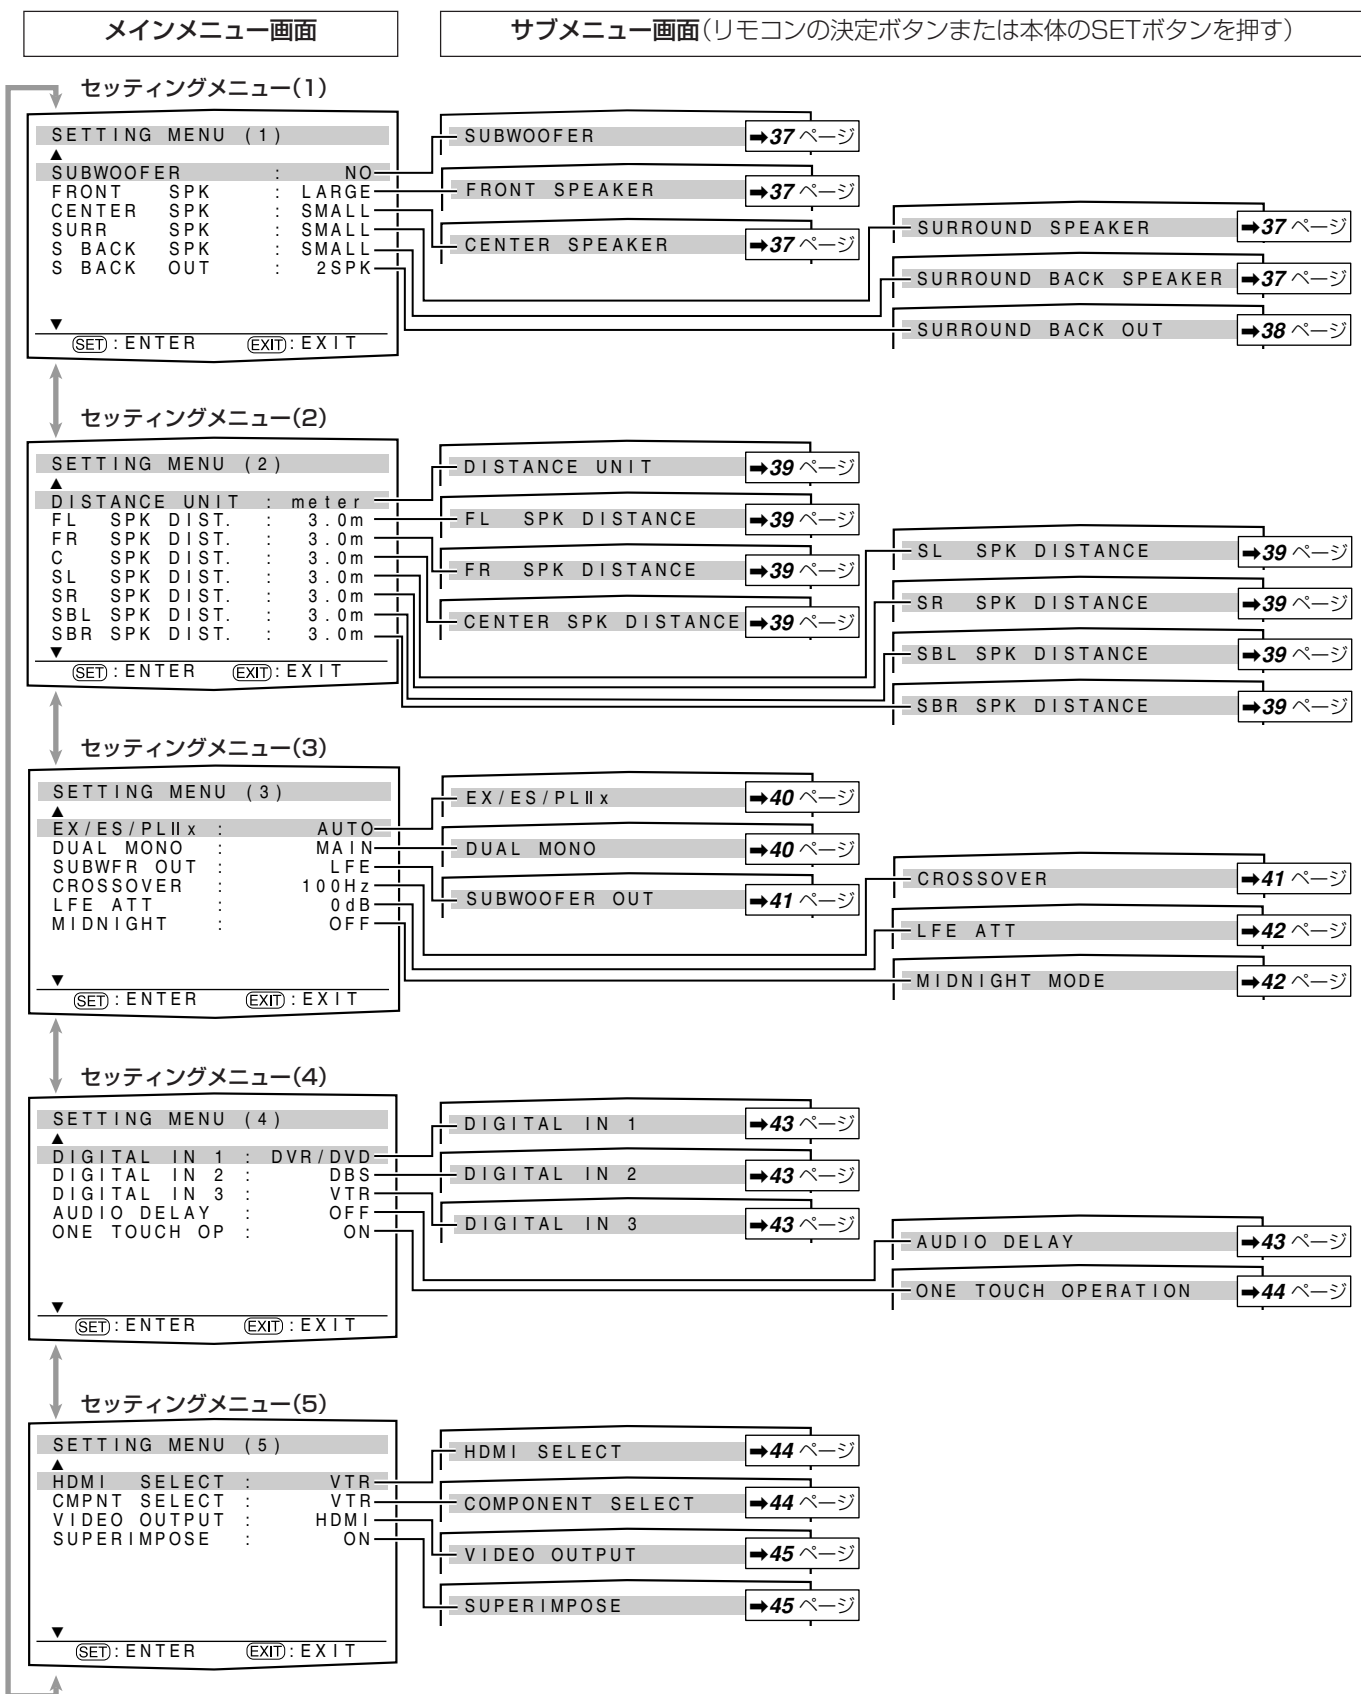 メインメニュー画面
サブメニュー画面(リモコンの決定ボタンまたは本体のSETボタンを押す)
セッティングメニュー(1)
SETTING MENU (1)
▲
SUBWOOFER : NO
FRONT SPK : LARGE
CENTER SPK : SMALL
SURR SPK : SMALL
S BACK SPK : SMALL
S BACK OUT : 2SPK
▼
SET : ENTER EXIT : EXIT
SUBWOOFER ➡37 ページ
FRONT SPEAKER ➡37 ページ
CENTER SPEAKER ➡37 ページ
SURROUND SPEAKER ➡37 ページ
SURROUND BACK SPEAKER ➡37 ページ
SURROUND BACK OUT ➡38 ページ
セッティングメニュー(2)
SETTING MENU (2)
▲
DISTANCE UNIT : meter
FL SPK DIST. : 3.0m
FR SPK DIST. : 3.0m
C SPK DIST. : 3.0m
SL SPK DIST. : 3.0m
SR SPK DIST. : 3.0m
SBL SPK DIST. : 3.0m
SBR SPK DIST. : 3.0m
▼
SET : ENTER EXIT : EXIT
DISTANCE UNIT ➡39 ページ
FL SPK DISTANCE ➡39 ページ
FR SPK DISTANCE ➡39 ページ
CENTER SPK DISTANCE ➡39 ページ
SL SPK DISTANCE ➡39 ページ
SR SPK DISTANCE ➡39 ページ
SBL SPK DISTANCE ➡39 ページ
SBR SPK DISTANCE ➡39 ページ
セッティングメニュー(3)
SETTING MENU (3)
▲
EX/ES/PLⅡx : AUTO
DUAL MONO : MAIN
SUBWFR OUT : LFE
CROSSOVER : 100Hz
LFE ATT : 0dB
MIDNIGHT : OFF
▼
SET : ENTER EXIT : EXIT
EX/ES/PLⅡx ➡40 ページ
DUAL MONO ➡40 ページ
SUBWOOFER OUT ➡41 ページ
CROSSOVER ➡41 ページ
LFE ATT ➡42 ページ
MIDNIGHT MODE ➡42 ページ
セッティングメニュー(4)
SETTING MENU (4)
▲
DIGITAL IN 1 : DVR/DVD
DIGITAL IN 2 : DBS
DIGITAL IN 3 : VTR
AUDIO DELAY : OFF
ONE TOUCH OP : ON
▼
SET : ENTER EXIT : EXIT
DIGITAL IN 1 ➡43 ページ
DIGITAL IN 2 ➡43 ページ
DIGITAL IN 3 ➡43 ページ
AUDIO DELAY ➡43 ページ
ONE TOUCH OPERATION ➡44 ページ
セッティングメニュー(5)
SETTING MENU (5)
▲
HDMI SELECT : VTR
CMPNT SELECT : VTR
VIDEO OUTPUT : HDMI
SUPERIMPOSE : ON
▼
SET : ENTER EXIT : EXIT
HDMI SELECT ➡44 ページ
COMPONENT SELECT ➡44 ページ
VIDEO OUTPUT ➡45 ページ
SUPERIMPOSE ➡45 ページ